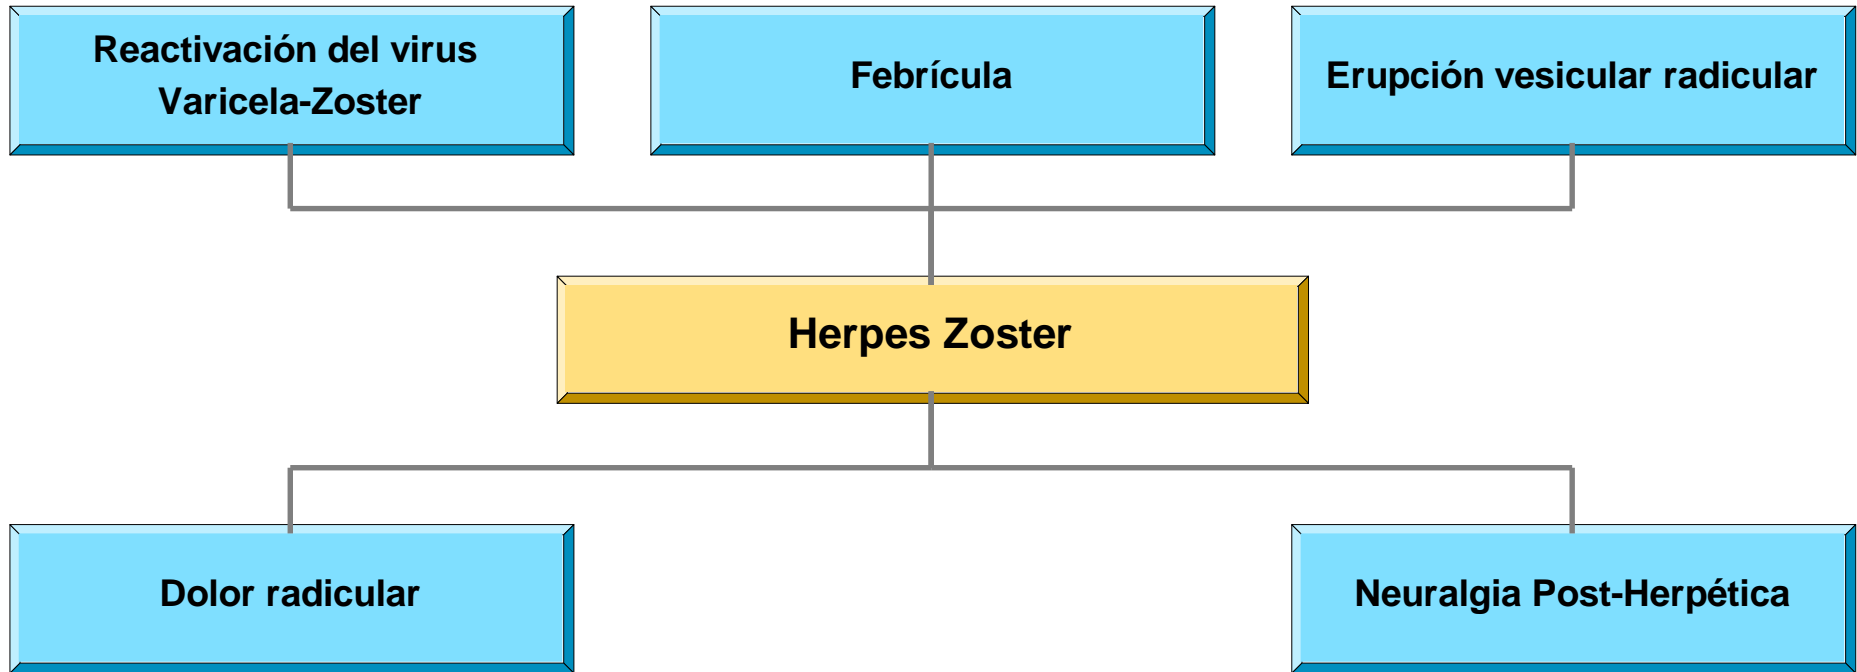 Reactivación del virus
Varicela-Zoster
Febrícula
Erupción vesicular radicular
Herpes Zoster
Dolor radicular
Neuralgia Post-Herpética